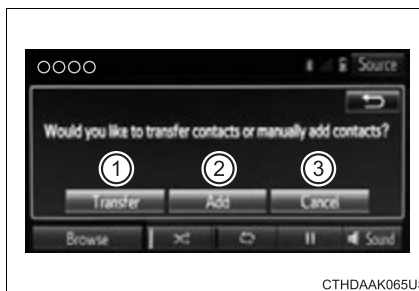 ○○○○ Source
Would you like to transfer contacts or manually add contacts?
1 2 3
Transfer Add Cancel
Browse Sound
CTHDAAK065U